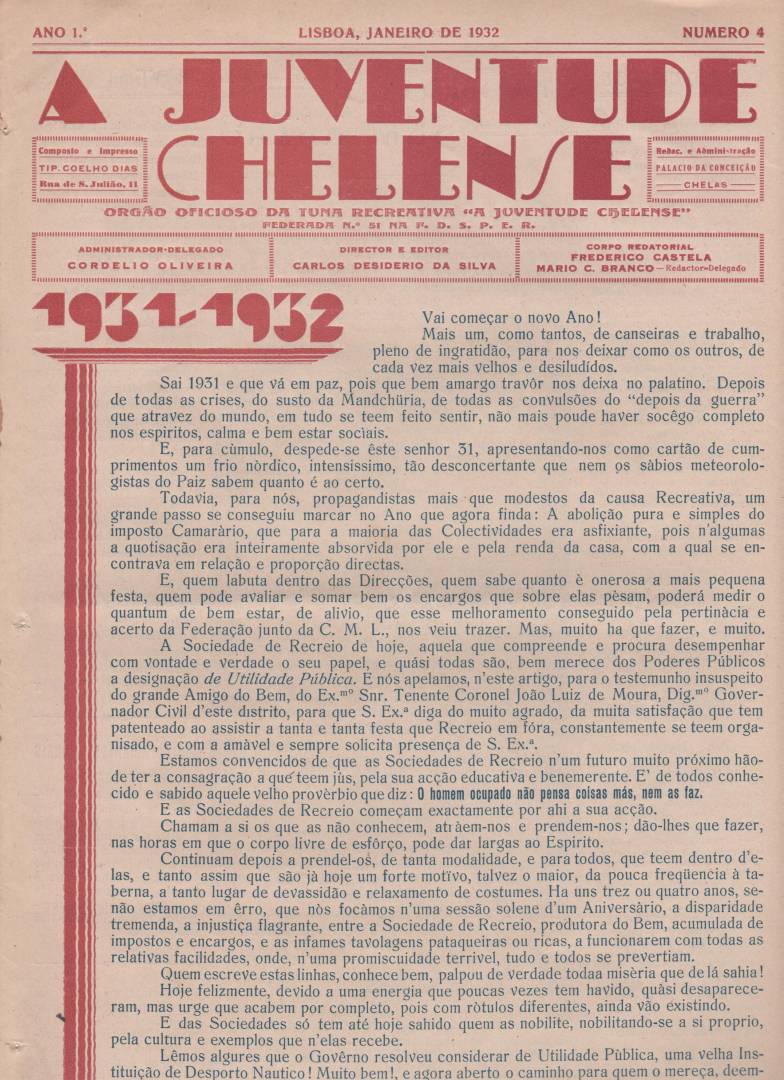 ANO 1.º
LISBOA, JANEIRO DE 1932
NUMERO 4
A JUVENTUDE
CHELENSE
Composto e Impresso
TIP. COELHO DIAS
Rua de S. Julião, 11
Redac. e Administração
PALACIO DA CONCEIÇÃO
CHELAS
ORGÃO OFICIOSO DA TUNA RECREATIVA "A JUVENTUDE CHELENSE"
FEDERADA N.º 51 NA F. D. S. P. E. R.
ADMINISTRADOR-DELEGADO
CORDELIO OLIVEIRA
DIRECTOR E EDITOR
CARLOS DESIDERIO DA SILVA
CORPO REDATORIAL
FREDERICO CASTELA
MARIO C. BRANCO — Redactor-Delegado
1931-1932
Vai começar o novo Ano!
Mais um, como tantos, de canseiras e trabalho,
pleno de ingratidão, para nos deixar como os outros, de
cada vez mais velhos e desiludidos.
Sai 1931 e que vá em paz, pois que bem amargo travôr nos deixa no palatino. Depois
de todas as crises, do susto da Mandchüria, de todas as convulsões do "depois da guerra"
que atravez do mundo, em tudo se teem feito sentir, não mais poude haver socêgo completo
nos espiritos, calma e bem estar sociais.
E, para cùmulo, despede-se êste senhor 31, apresentando-nos como cartão de cum-
primentos um frio nòrdico, intensissimo, tão desconcertante que nem os sàbios meteorolo-
gistas do Paiz sabem quanto é ao certo.
Todavia, para nós, propagandistas mais que modestos da causa Recreativa, um
grande passo se conseguiu marcar no Ano que agora finda: A abolição pura e simples do
imposto Camaràrio, que para a maioria das Colectividades era asfixiante, pois n'algumas
a quotisação era inteiramente absorvida por ele e pela renda da casa, com a qual se en-
contrava em relação e proporção directas.
E, quem labuta dentro das Direcções, quem sabe quanto è onerosa a mais pequena
festa, quem pode avaliar e somar bem os encargos que sobre elas pèsam, poderá medir o
quantum de bem estar, de alivio, que esse melhoramento conseguido pela pertinàcia e
acerto da Federação junto da C. M. L., nos veiu trazer. Mas, muito ha que fazer, e muito.
A Sociedade de Recreio de hoje, aquela que compreende e procura desempenhar
com vontade e verdade o seu papel, e quási todas são, bem merece dos Poderes Públicos
a designação de Utilidade Pública. E nós apelamos, n'este artigo, para o testemunho insuspeito
do grande Amigo do Bem, do Ex.mo Snr. Tenente Coronel João Luiz de Moura, Dig.mo Gover-
nador Civil d'este distrito, para que S. Ex.ª diga do muito agrado, da muita satisfação que tem
patenteado ao assistir a tanta e tanta festa que Recreio em fóra, constantemente se teem orga-
nisado, e com a amàvel e sempre solicita presença de S. Ex.ª.
Estamos convencidos de que as Sociedades de Recreio n'um futuro muito próximo hão-
de ter a consagração a que teem jùs, pela sua acção educativa e benemerente. E' de todos conhe-
cido e sabido aquele velho provèrbio que diz: O homem ocupado não pensa coisas más, nem as faz.
E as Sociedades de Recreio começam exactamente por ahi a sua acção.
Chamam a si os que as não conhecem, atràem-nos e prendem-nos; dão-lhes que fazer,
nas horas em que o corpo livre de esfôrço, pode dar largas ao Espirito.
Continuam depois a prendel-os, de tanta modalidade, e para todos, que teem dentro d'e-
las, e tanto assim que são jà hoje um forte motivo, talvez o maior, da pouca freqüencia à ta-
berna, a tanto lugar de devassidão e relaxamento de costumes. Ha uns trez ou quatro anos, se-
não estamos em êrro, que nòs focàmos n'uma sessão solene d'um Aniversàrio, a disparidade
tremenda, a injustiça flagrante, entre a Sociedade de Recreio, produtora do Bem, acumulada de
impostos e encargos, e as infames tavolagens pataqueiras ou ricas, a funcionarem com todas as
relativas facilidades, onde, n'uma promiscuidade terrivel, tudo e todos se prevertiam.
Quem escreve estas linhas, conhece bem, palpou de verdade todaa misèria que de lá sahia!
Hoje felizmente, devido a uma energia que poucas vezes tem havido, quàsi desaparece-
ram, mas urge que acabem por completo, pois com ròtulos diferentes, ainda vão existindo.
E das Sociedades só tem até hoje sahido quem as nobilite, nobilitando-se a si proprio,
pela cultura e exemplos que n'elas recebe.
Lêmos algures que o Govêrno resolveu considerar de Utilidade Pùblica, uma velha Ins-
tituição de Desporto Nautico! Muito bem!, e agora aberto o caminho para quem o mereça, deem-